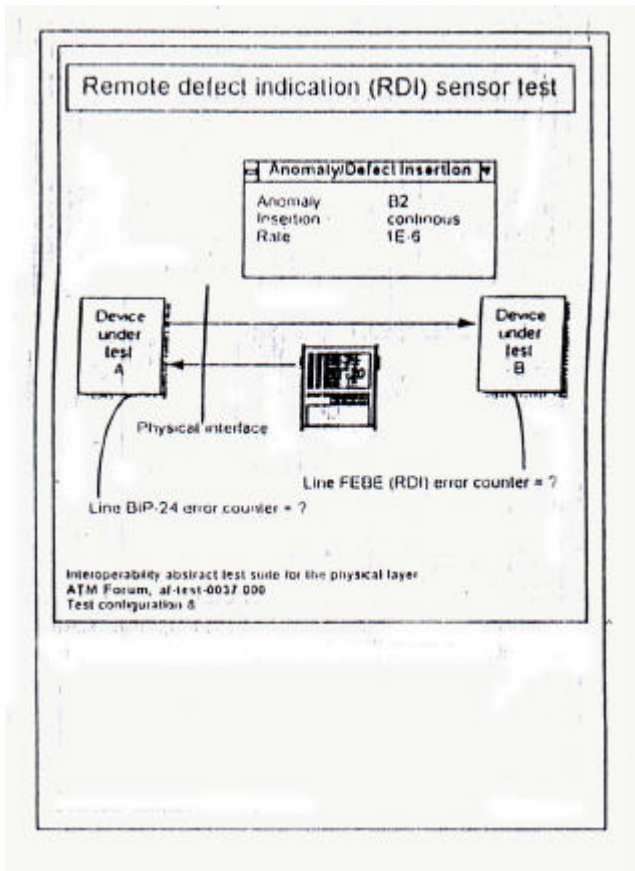 Remote defect indication (RDI) sensor test
Anomaly/Defect Insertion
Anomaly B2
Insertion continous
Rate 1E-6
Device
under
test
A
Device
under
test
B
Physical interface
Line FEBE (RDI) error counter = ?
Line BIP-24 error counter = ?
Interoperability abstract test suite for the physical layer
ATM Forum, af-test-0037.000
Test configuration 8